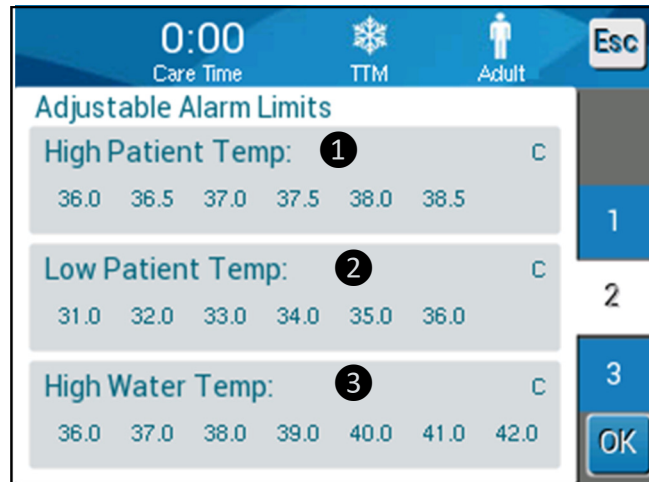 0:00
Care Time
TTM
Adult
Esc
Adjustable Alarm Limits
High Patient Temp: 1 C
36.0 36.5 37.0 37.5 38.0 38.5
Low Patient Temp: 2 C
31.0 32.0 33.0 34.0 35.0 36.0
High Water Temp: 3 C
36.0 37.0 38.0 39.0 40.0 41.0 42.0
1
2
3
OK